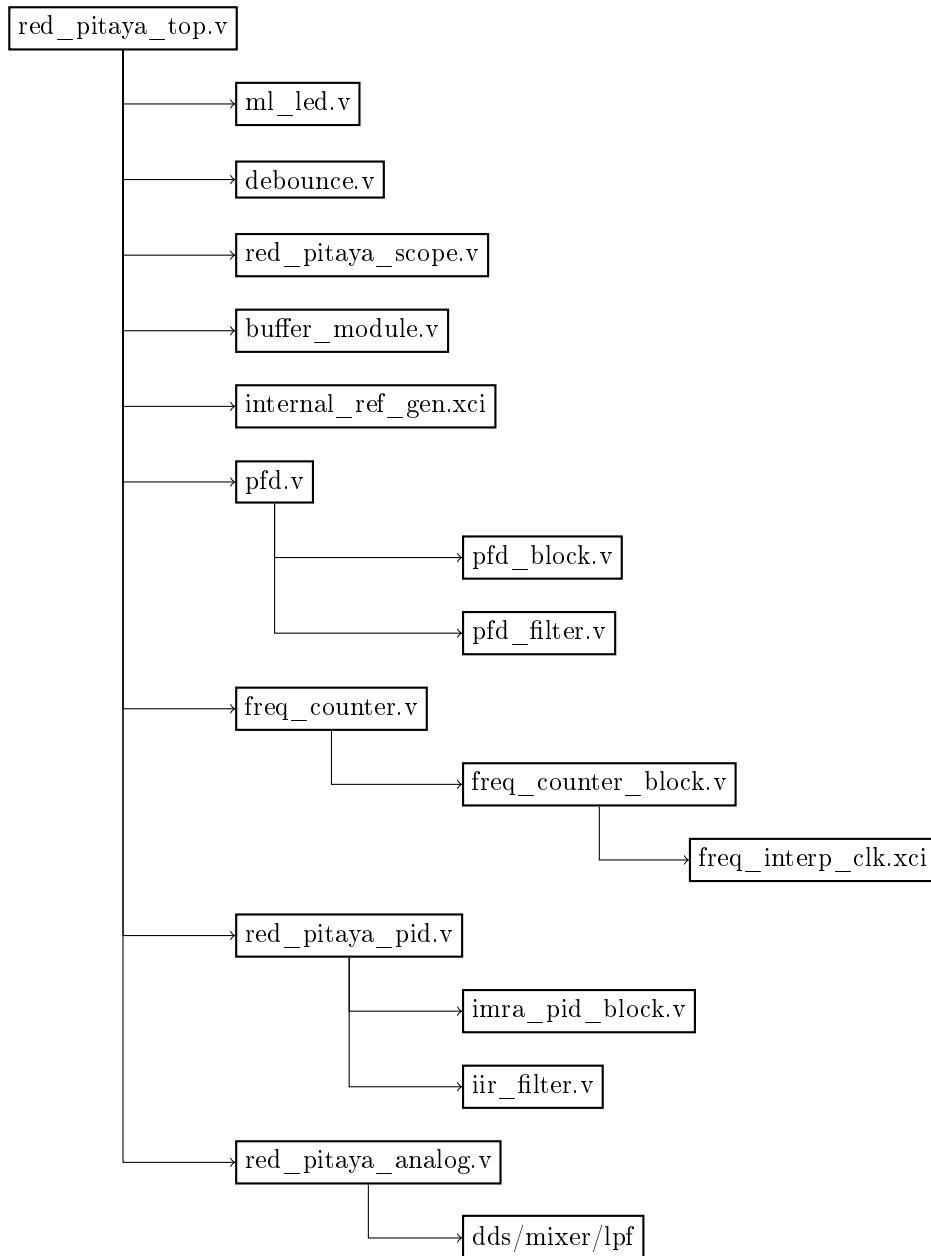 red_pitaya_top.v
ml_led.v
debounce.v
red_pitaya_scope.v
buffer_module.v
internal_ref_gen.xci
pfd.v
pfd_block.v
pfd_filter.v
freq_counter.v
freq_counter_block.v
freq_interp_clk.xci
red_pitaya_pid.v
imra_pid_block.v
iir_filter.v
red_pitaya_analog.v
dds/mixer/lpf